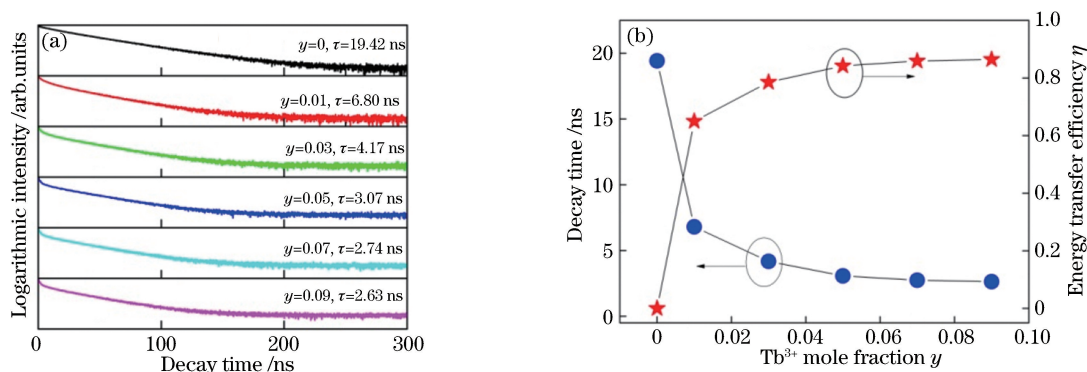 (a)
y=0, τ=19.42 ns
y=0.01, τ=6.80 ns
y=0.03, τ=4.17 ns
y=0.05, τ=3.07 ns
y=0.07, τ=2.74 ns
y=0.09, τ=2.63 ns
Logarithmic intensity /arb.units
0 100 200 300
Decay time /ns
(b)
20
15
10
5
0
Decay time /ns
1.0
0.8
0.6
0.4
0.2
0
Energy transfer efficiency η
0 0.02 0.04 0.06 0.08 0.10
Tb³⁺ mole fraction y